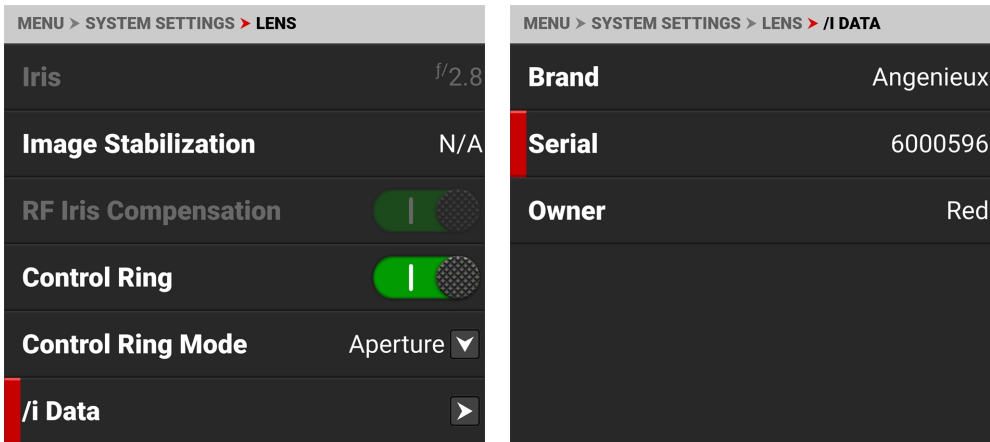 MENU > SYSTEM SETTINGS > LENS
Iris f/2.8
Image Stabilization N/A
RF Iris Compensation
Control Ring
Control Ring Mode Aperture
/i Data
MENU > SYSTEM SETTINGS > LENS > /I DATA
Brand Angenieux
Serial 6000596
Owner Red